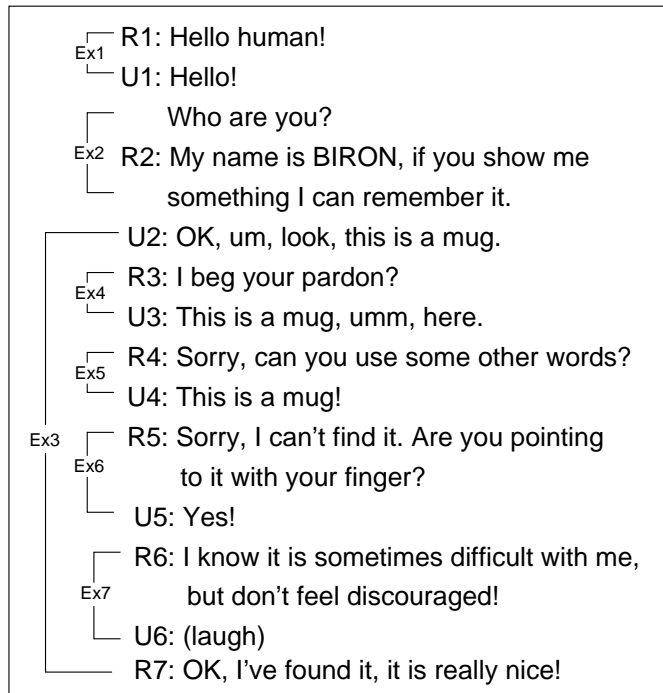 Ex1
R1: Hello human!
U1: Hello!
Ex2
Who are you?
R2: My name is BIRON, if you show me
something I can remember it.
Ex3
U2: OK, um, look, this is a mug.
Ex4
R3: I beg your pardon?
U3: This is a mug, umm, here.
Ex5
R4: Sorry, can you use some other words?
U4: This is a mug!
Ex6
R5: Sorry, I can't find it. Are you pointing
to it with your finger?
U5: Yes!
Ex7
R6: I know it is sometimes difficult with me,
but don't feel discouraged!
U6: (laugh)
R7: OK, I've found it, it is really nice!